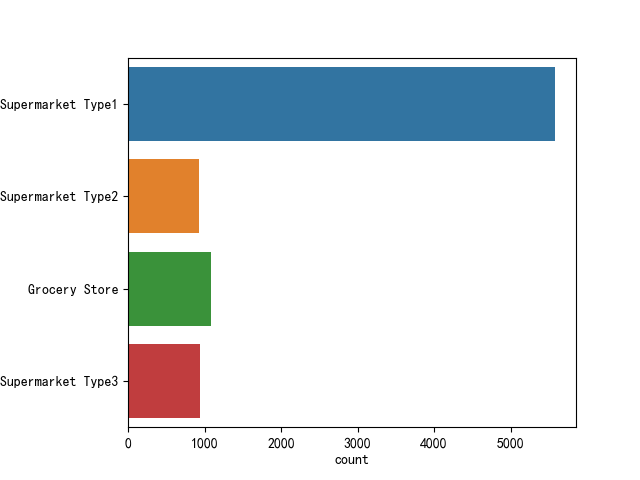 Supermarket Type1
Supermarket Type2
Grocery Store
Supermarket Type3
0 1000 2000 3000 4000 5000
count